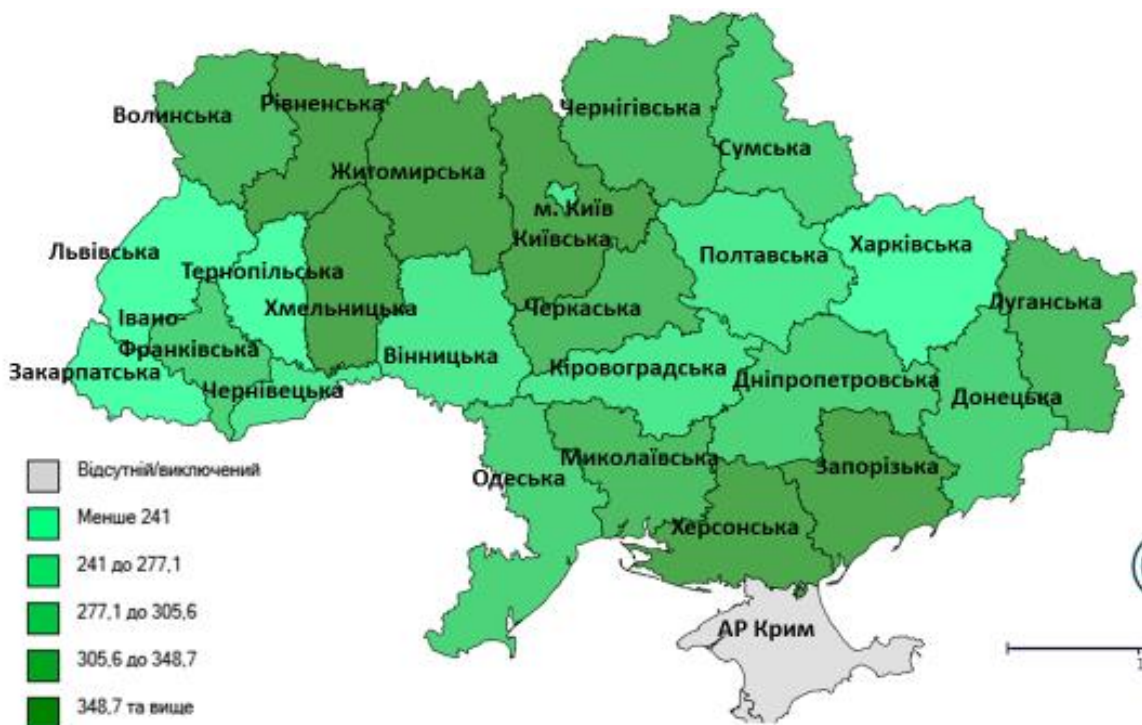 Чернігівська
Волинська
Рівненська
Сумська
Житомирська
м. Київ
Київська
Львівська
Тернопільська
Полтавська
Харківська
Хмельницька
Черкаська
Луганська
Івано-
Франківська
Вінницька
Кіровоградська
Закарпатська
Чернівецька
Дніпропетровська
Донецька
Миколаївська
Запорізька
Одеська
Херсонська
АР Крим
Відсутній/виключений
Менше 241
241 до 277,1
277,1 до 305,6
305,6 до 348,7
348,7 та вище